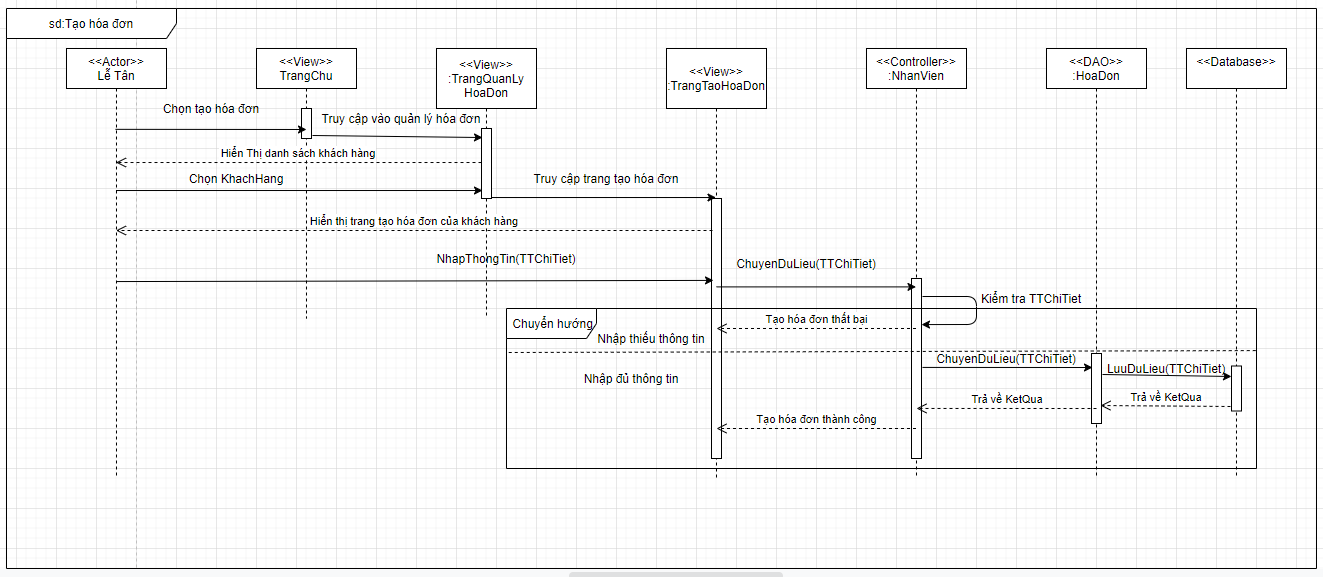 sd:Tạo hóa đơn
<<Actor>>
Lễ Tân
<<View>>
TrangChu
<<View>>
:TrangQuanLy
HoaDon
<<View>>
:TrangTaoHoaDon
<<Controller>>
:NhanVien
<<DAO>>
:HoaDon
<<Database>>
Chọn tạo hóa đơn
Truy cập vào quản lý hóa đơn
Hiển Thị danh sách khách hàng
Chọn KhachHang
Truy cập trang tạo hóa đơn
Hiển thị trang tạo hóa đơn của khách hàng
NhapThongTin(TTChiTiet)
ChuyenDuLieu(TTChiTiet)
Kiểm tra TTChiTiet
Chuyển hướng
Tạo hóa đơn thất bại
Nhập thiếu thông tin
ChuyenDuLieu(TTChiTiet)
LuuDuLieu(TTChiTiet)
Nhập đủ thông tin
Trả về KetQua
Trả về KetQua
Tạo hóa đơn thành công